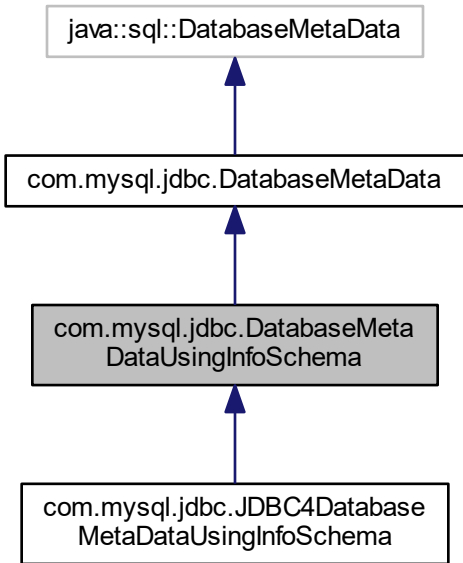 java::sql::DatabaseMetaData
com.mysql.jdbc.DatabaseMetaData
com.mysql.jdbc.DatabaseMeta
DataUsingInfoSchema
com.mysql.jdbc.JDBC4Database
MetaDataUsingInfoSchema